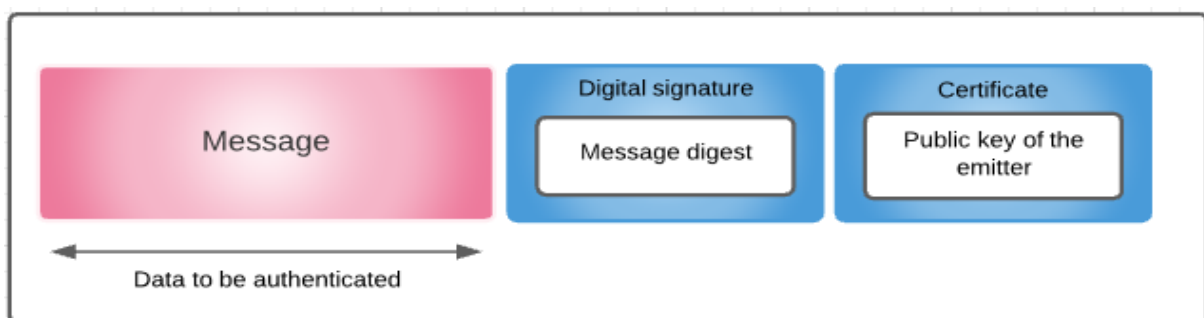 Message
Digital signature
Message digest
Certificate
Public key of the
emitter
Data to be authenticated